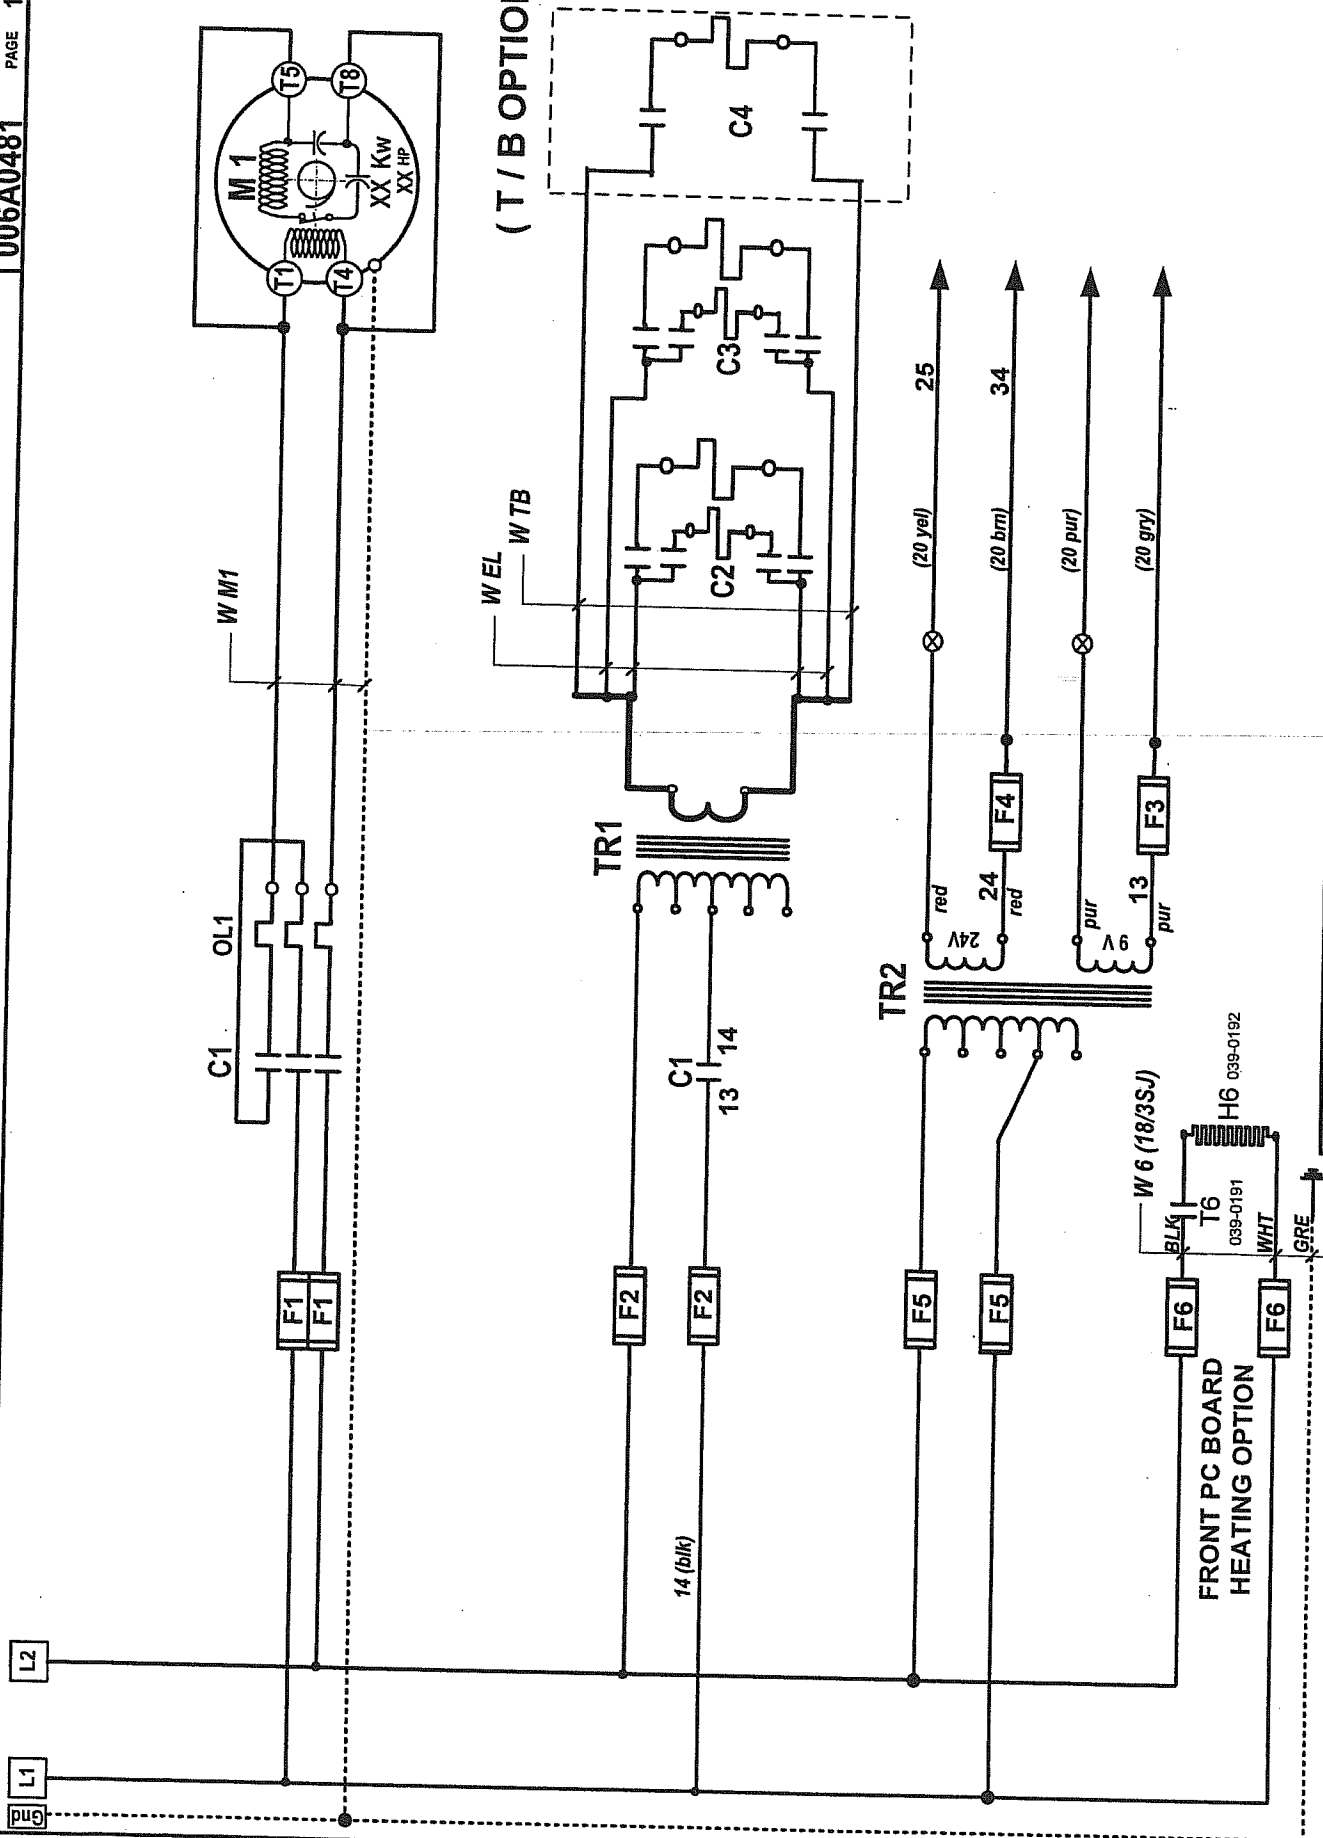 006A0481 PAGE 1
Gnd
L1
L2
F1
F1
C1
OL1
W M1
M 1
T1
T4
T5
T8
XX Kw
XX HP
14 (blk)
F2
F2
C1
13 14
TR1
W EL
W TB
C2
C3
C4
( T / B OPTION
F5
F5
TR2
24V
9 V
red
24
red
pur
13
pur
F4
F3
(20 yel)
25
(20 brn)
34
(20 pur)
(20 gry)
FRONT PC BOARD
HEATING OPTION
F6
F6
W 6 (18/3SJ)
BLK
WHT
GRE
T6
039-0191
H6 039-0192